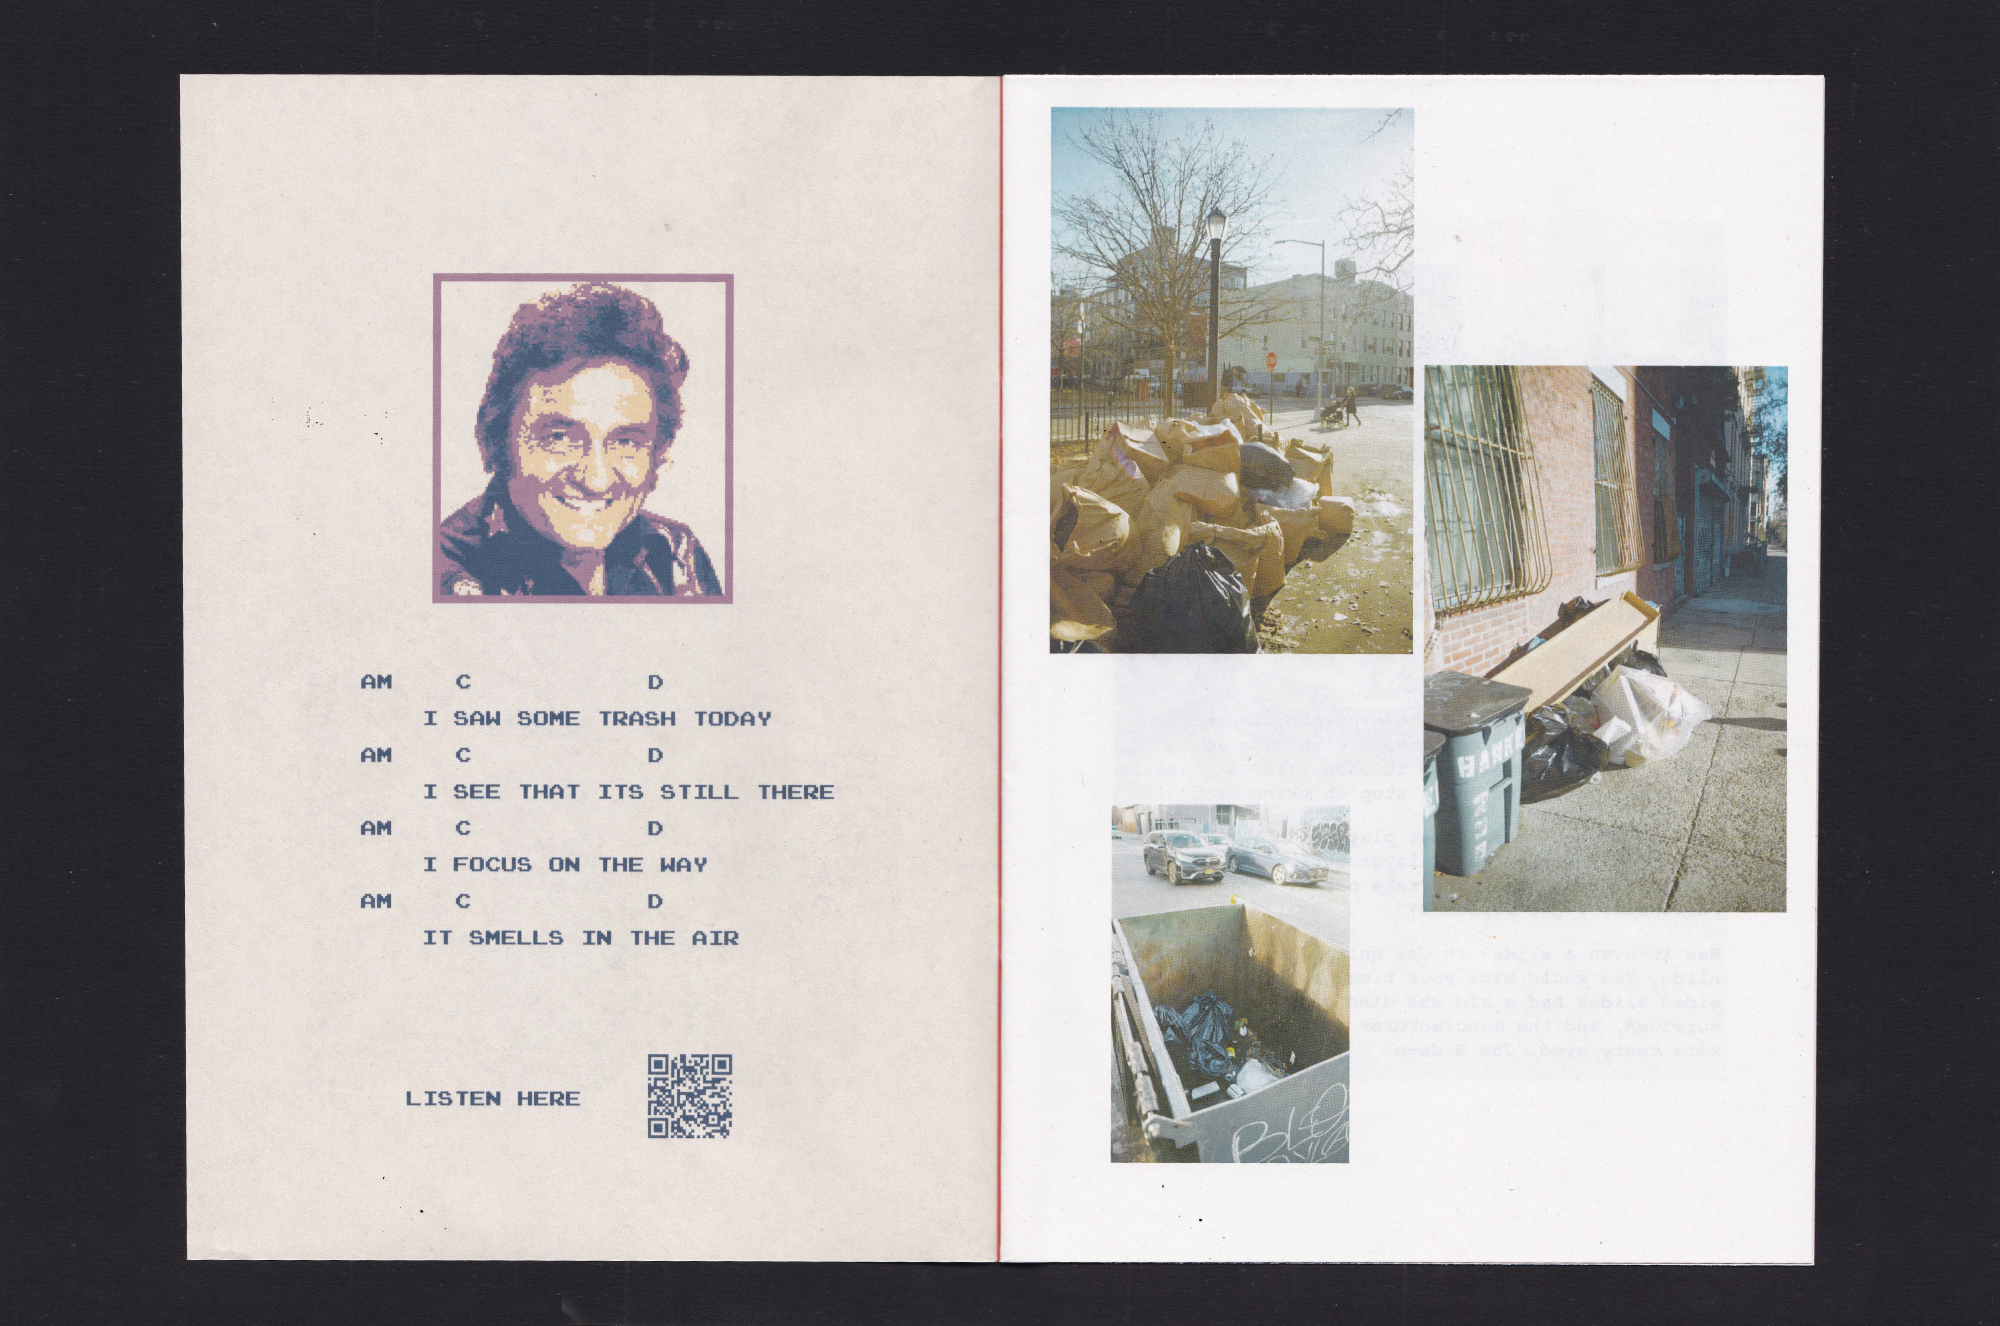 AM C D
I SAW SOME TRASH TODAY
AM C D
I SEE THAT ITS STILL THERE
AM C D
I FOCUS ON THE WAY
AM C D
IT SMELLS IN THE AIR
LISTEN HERE